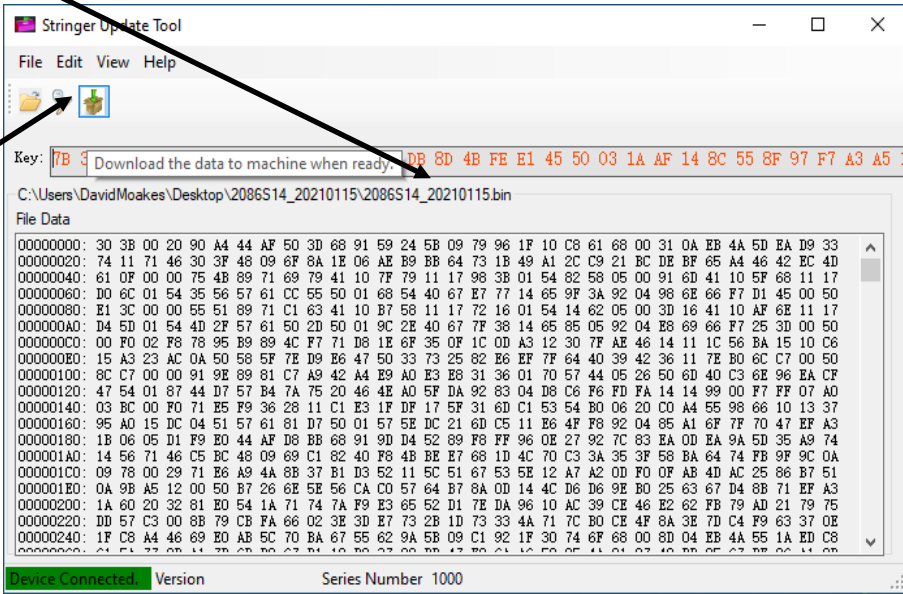 Stringer Update Tool
File Edit View Help
Key: 7B 3 DB 8D 4B FE E1 45 50 03 1A AF 14 8C 55 8F 97 F7 A3 A5
Download the data to machine when ready.
C:\Users\DavidMoakes\Desktop\2086S14_20210115\2086S14_20210115.bin
File Data
00000000: 30 3B 00 20 90 A4 44 AF 50 3D 68 91 59 24 5B 09 79 96 1F 10 C8 61 68 00 31 0A EB 4A 5D EA D9 33
00000020: 74 11 71 46 30 3F 48 09 6F 8A 1E 06 AE B9 BB 64 73 1B 49 A1 2C C9 21 BC DE BF 65 A4 46 42 EC 4D
00000040: 61 0F 00 00 75 4B 89 71 69 79 41 10 7F 79 11 17 98 3B 01 54 82 58 05 00 91 6D 41 10 5F 68 11 17
00000060: D0 6C 01 54 35 56 57 61 CC 55 50 01 68 54 40 67 E7 77 14 65 9F 3A 92 04 98 6E 66 F7 D1 45 00 50
00000080: E1 3C 00 00 55 51 89 71 C1 63 41 10 B7 58 11 17 72 16 01 54 14 62 05 00 3D 16 41 10 AF 6E 11 17
000000A0: D4 5D 01 54 4D 2F 57 61 50 2D 50 01 9C 2E 40 67 7F 38 14 65 85 05 92 04 E8 69 66 F7 25 3D 00 50
000000C0: 00 F0 02 F8 78 95 B9 89 4C F7 71 D8 1E 6F 35 0F 1C 0D A3 12 30 7F AE 46 14 11 1C 56 BA 15 10 C6
000000E0: 15 A3 23 AC 0A 50 58 5F 7E D9 E6 47 50 33 73 25 82 E6 EF 7F 64 40 39 42 36 11 7E B0 6C C7 00 50
00000100: 8C C7 00 00 91 9E 89 81 C7 A9 42 A4 E9 A0 E3 E8 31 36 01 70 57 44 05 26 50 6D 40 C3 6E 96 EA CF
00000120: 47 54 01 87 44 D7 57 B4 7A 75 20 46 4E A0 5F DA 92 83 04 D8 C6 F6 FD FA 14 14 99 00 F7 FF 07 A0
00000140: 03 BC 00 F0 71 E5 F9 36 28 11 C1 E3 1F DF 17 5F 31 6D C1 53 54 B0 06 20 C0 A4 55 98 66 10 13 37
00000160: 95 A0 15 DC 04 51 57 61 81 D7 50 01 57 5E DC 21 6D C5 11 E6 4F F8 92 04 85 A1 6F 7F 70 47 EF A3
00000180: 1B 06 05 D1 F9 E0 44 AF D8 BB 68 91 9D D4 52 89 F8 FF 96 0E 27 92 7C 83 EA 0D EA 9A 5D 35 A9 74
000001A0: 14 56 71 46 C5 BC 48 09 69 C1 82 40 F8 4B BE E7 68 1D 4C 70 C3 3A 35 3F 58 BA 64 74 FB 9F 9C 0A
000001C0: 09 78 00 29 71 E6 A9 4A 8B 37 B1 D3 52 11 5C 51 67 53 5E 12 A7 A2 0D F0 0F AB 4D AC 25 86 B7 51
000001E0: 0A 9B A5 12 00 50 B7 26 6E 5E 56 CA C0 57 64 B7 8A 0D 14 4C D6 D6 9E B0 25 63 67 D4 8B 71 EF A3
00000200: 1A 60 20 32 81 E0 54 1A 71 74 7A F9 E3 65 52 D1 7E DA 96 10 AC 39 CE 46 E2 62 FB 79 AD 21 79 75
00000220: DD 57 C3 00 8B 79 CB FA 66 02 3E 3D E7 73 2B 1D 73 33 4A 71 7C B0 CE 4F 8A 3E 7D C4 F9 63 37 0E
00000240: 1F C8 A4 46 69 E0 AB 5C 70 BA 67 55 62 9A 5B 09 C1 92 1F 30 74 6F 68 00 8D 04 EB 4A 55 1A ED C8
Device Connected. Version Series Number 1000